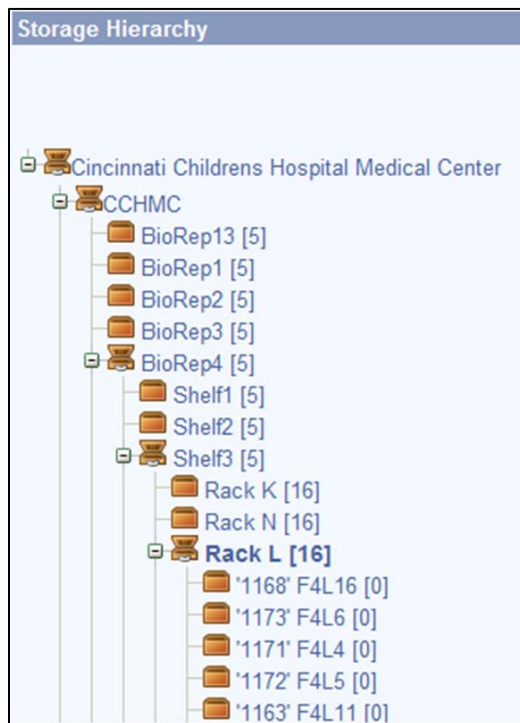 Storage Hierarchy
Cincinnati Childrens Hospital Medical Center
CCHMC
BioRep13 [5]
BioRep1 [5]
BioRep2 [5]
BioRep3 [5]
BioRep4 [5]
Shelf1 [5]
Shelf2 [5]
Shelf3 [5]
Rack K [16]
Rack N [16]
Rack L [16]
'1168' F4L16 [0]
'1173' F4L6 [0]
'1171' F4L4 [0]
'1172' F4L5 [0]
'1163' F4L11 [0]